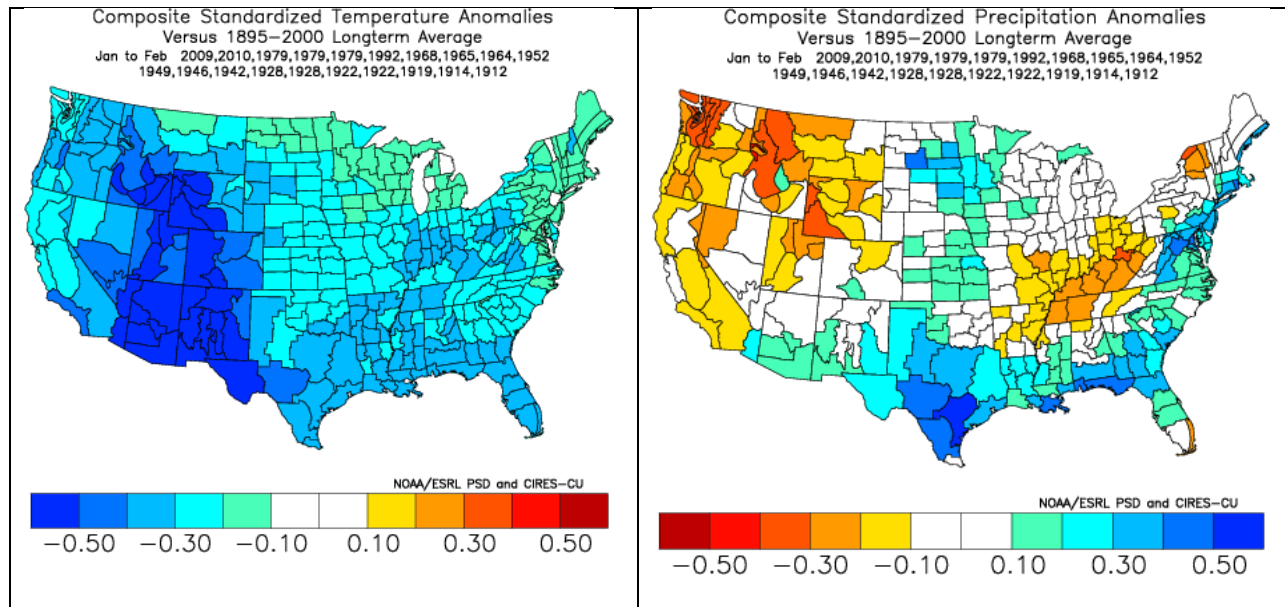 Composite Standardized Temperature Anomalies
Versus 1895-2000 Longterm Average
Jan to Feb 2009,2010,1979,1979,1979,1992,1968,1965,1964,1952
1949,1946,1942,1928,1928,1922,1922,1919,1914,1912
NOAA/ESRL PSD and CIRES-CU
-0.50 -0.30 -0.10 0.10 0.30 0.50
Composite Standardized Precipitation Anomalies
Versus 1895-2000 Longterm Average
Jan to Feb 2009,2010,1979,1979,1979,1992,1968,1965,1964,1952
1949,1946,1942,1928,1928,1922,1922,1919,1914,1912
NOAA/ESRL PSD and CIRES-CU
-0.50 -0.30 -0.10 0.10 0.30 0.50